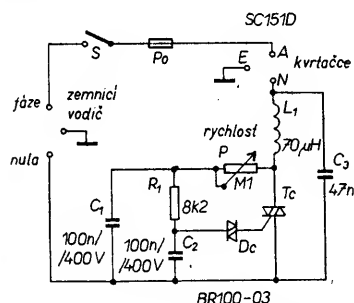 SC151D
S
Po
E
A
kvrtačce
N
fáze
zemnicí
vodič
nula
rychlost
P
M1
L1
70µH
C3
47n
R1
8k2
Tc
C1
100n/
/400V
100n/
/400V
C2
Dc
BR100-03